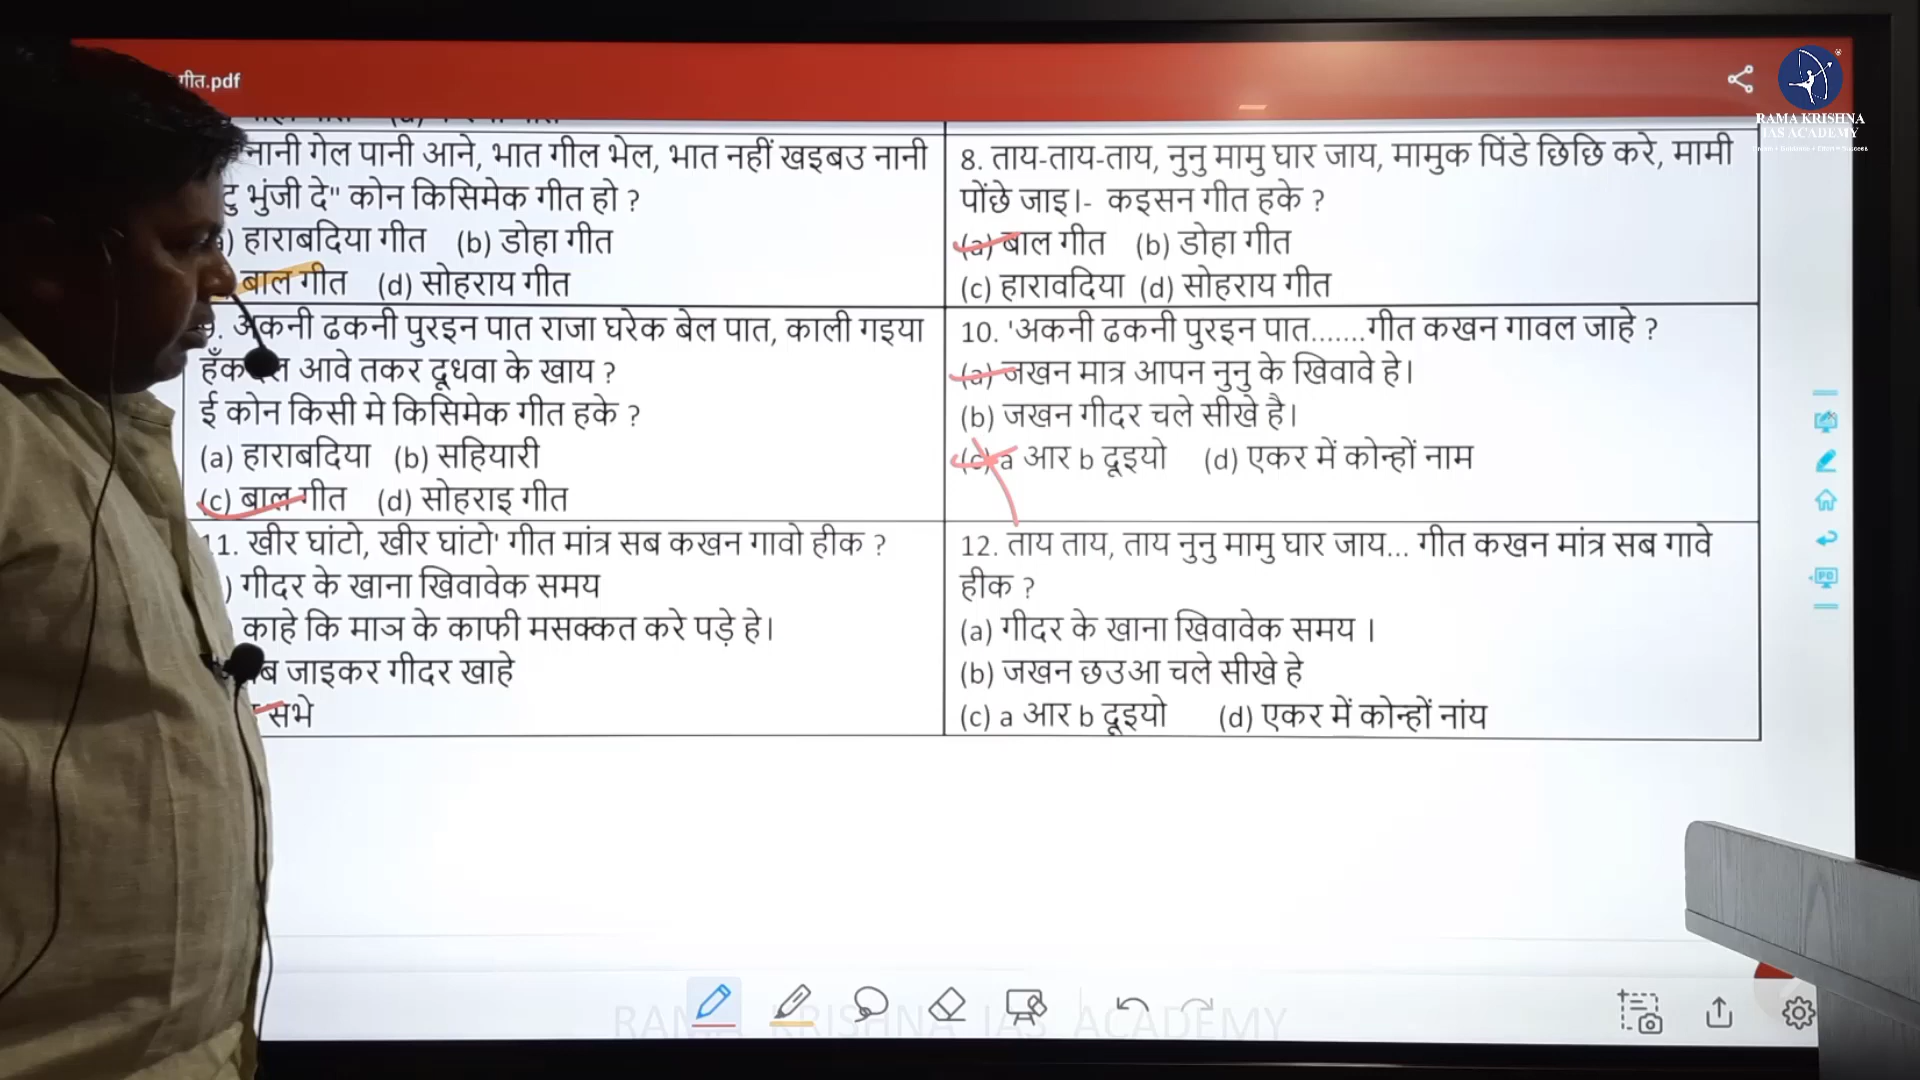 गीत.pdf
RAMA KRISHNA
IAS ACADEMY
नानी गेल पानी आने, भात गील भेल, भात नहीं खइबउ नानी
टु भुंजी दे" कोन किसिमेक गीत हो ?
) हाराबदिया गीत (b) डोहा गीत
बाल गीत (d) सोहराय गीत
8. ताय-ताय-ताय, नुनु मामु घार जाय, मामुक पिंडे छिछि करे, मामी
पोंछे जाइ।- कइसन गीत हके ?
(a) बाल गीत (b) डोहा गीत
(c) हारावदिया (d) सोहराय गीत
9. अकनी ढकनी पुरइन पात राजा घरेक बेल पात, काली गइया
आवे तकर दूधवा के खाय ?
ई कोन किसी मे किसिमेक गीत हके ?
(a) हाराबदिया (b) सहियारी
(c) बाल गीत (d) सोहराइ गीत
10. 'अकनी ढकनी पुरइन पात.......गीत कखन गावल जाहे ?
(a) जखन मात्र आपन नुनु के खिवावे हे।
(b) जखन गीदर चले सीखे है।
(c) a आर b दूइयो (d) एकर में कोन्हों नाम
11. खीर घांटो, खीर घांटो' गीत मांत्र सब कखन गावो हीक ?
) गीदर के खाना खिवावेक समय
काहे कि माञ के काफी मसक्कत करे पड़े हे।
ब जाइकर गीदर खाहे
सभे
12. ताय ताय, ताय नुनु मामु घार जाय... गीत कखन मांत्र सब गावे
हीक ?
(a) गीदर के खाना खिवावेक समय ।
(b) जखन छउआ चले सीखे हे
(c) a आर b दूइयो (d) एकर में कोन्हों नांय
RAMA KRISHNA IAS ACADEMY